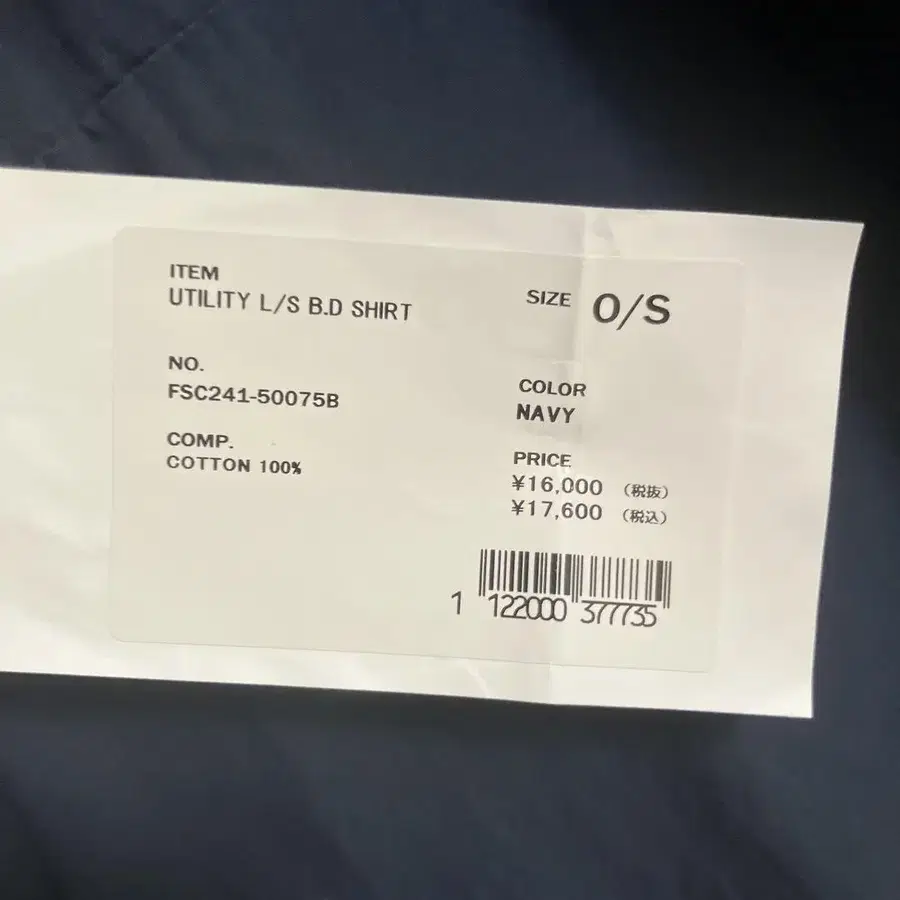 ITEM
UTILITY L/S B.D SHIRT
SIZE O/S
NO.
FSC241-50075B
COLOR
NAVY
COMP.
COTTON 100%
PRICE
¥16,000 (税抜)
¥17,600 (税込)
1 122000 377735